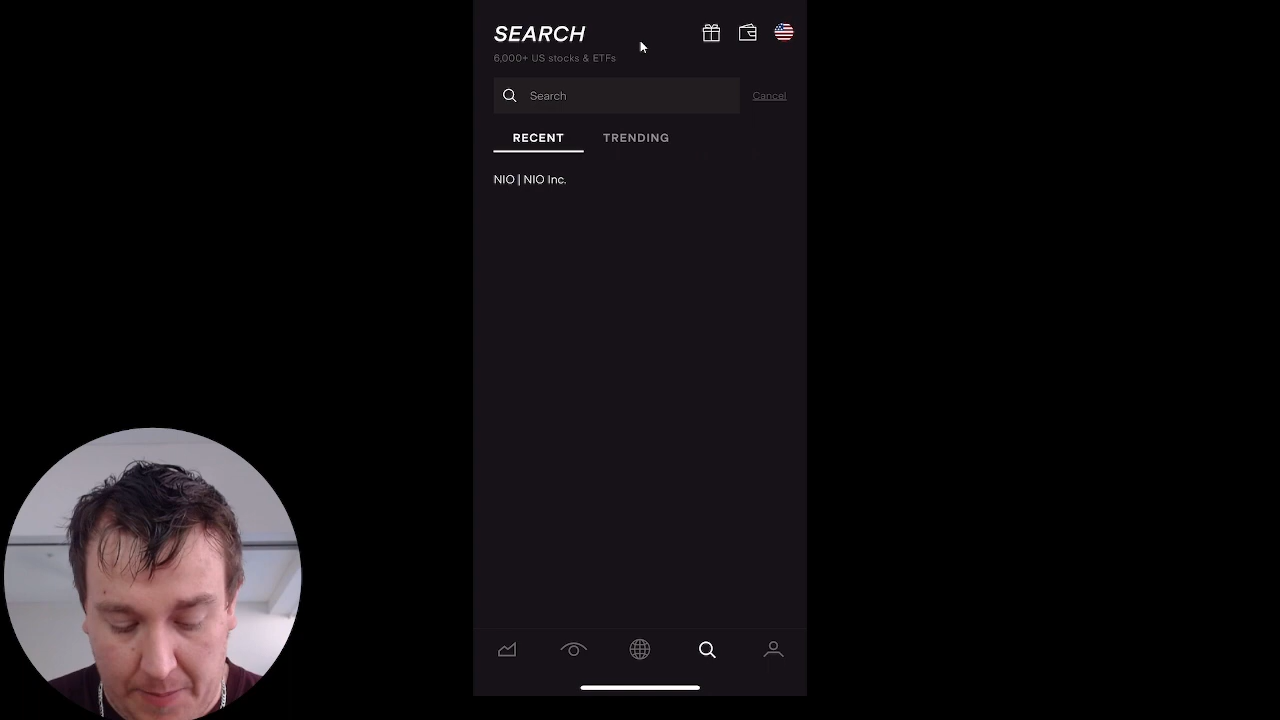 SEARCH
6,000+ US stocks & ETFs
Search
Cancel
RECENT
TRENDING
NIO | NIO Inc.